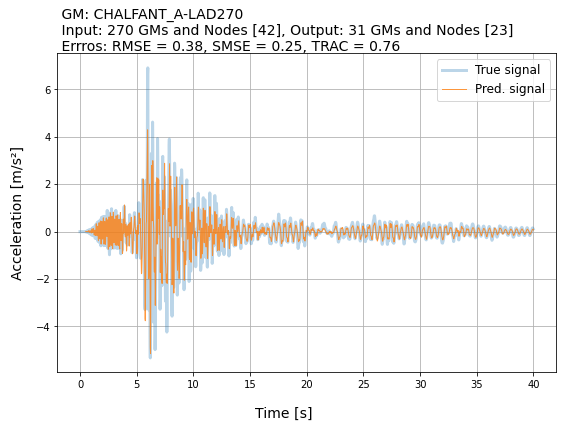 GM: CHALFANT_A-LAD270
Input: 270 GMs and Nodes [42], Output: 31 GMs and Nodes [23]
Errros: RMSE = 0.38, SMSE = 0.25, TRAC = 0.76
True signal
Pred. signal
Acceleration [m/s²]
6
4
2
0
−2
−4
0 5 10 15 20 25 30 35 40
Time [s]